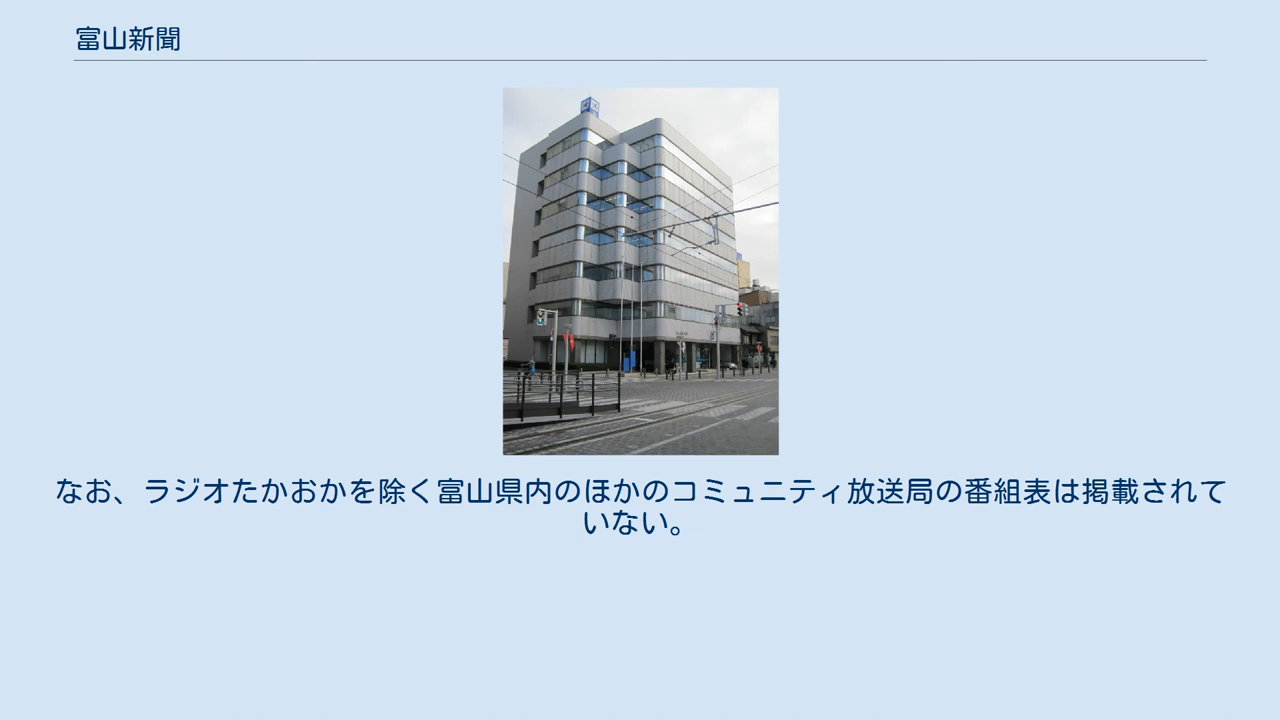 富山新聞
なお、ラジオたかおかを除く富山県内のほかのコミュニティ放送局の番組表は掲載されて
いない。